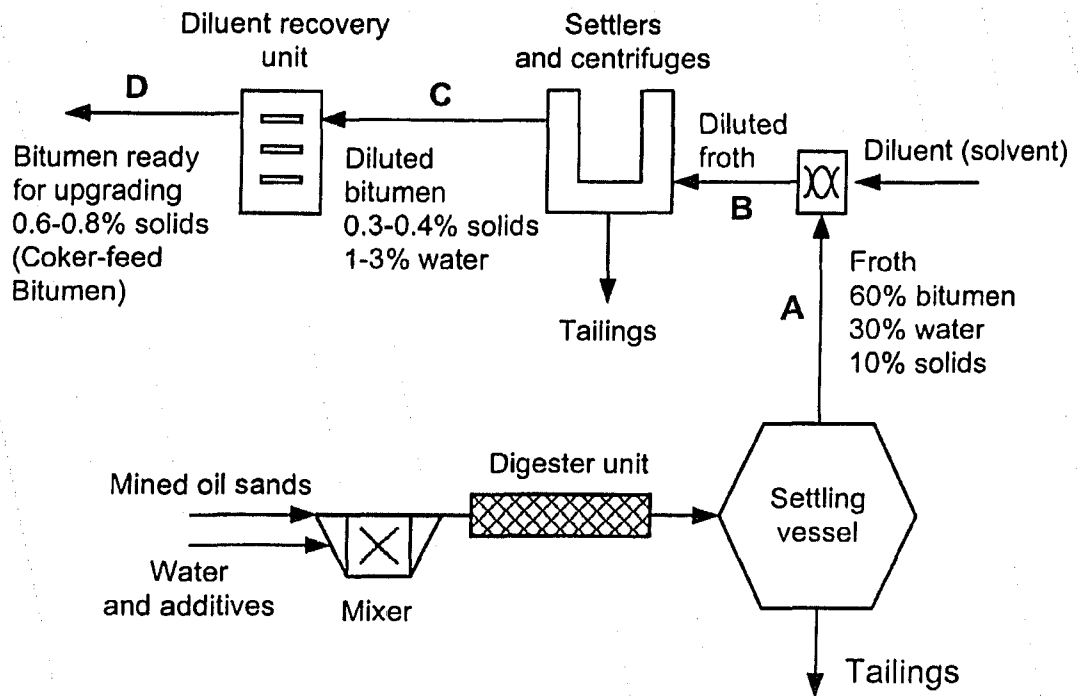 Diluent recovery
unit
Settlers
and centrifuges
D
C
Diluted
froth
Diluent (solvent)
B
Bitumen ready
for upgrading
0.6-0.8% solids
(Coker-feed
Bitumen)
Diluted
bitumen
0.3-0.4% solids
1-3% water
Tailings
A
Froth
60% bitumen
30% water
10% solids
Mined oil sands
Water
and additives
Mixer
Digester unit
Settling
vessel
Tailings